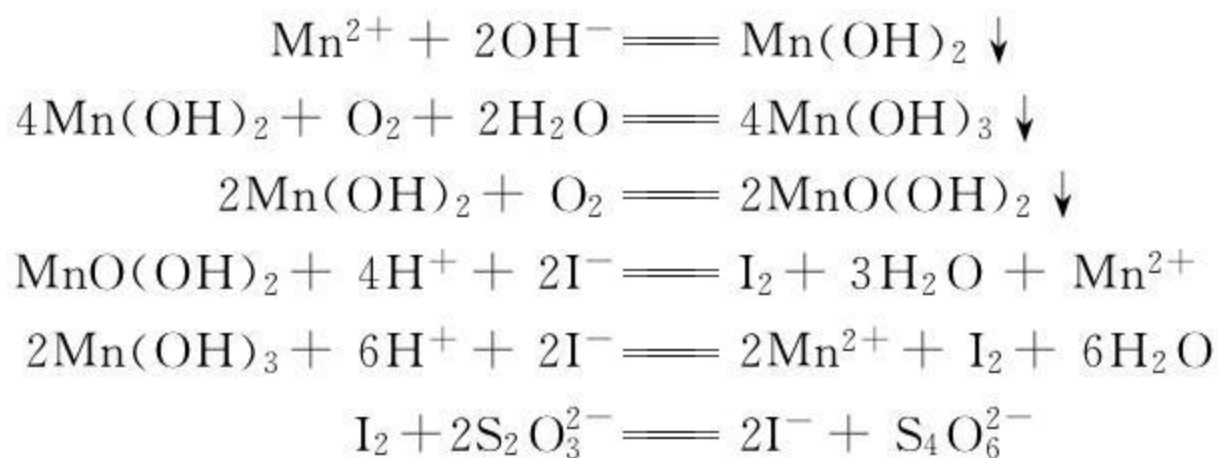 Mn²⁺ + 2OH⁻ ══ Mn(OH)₂ ↓
4Mn(OH)₂ + O₂ + 2H₂O ══ 4Mn(OH)₃ ↓
2Mn(OH)₂ + O₂ ══ 2MnO(OH)₂ ↓
MnO(OH)₂ + 4H⁺ + 2I⁻ ══ I₂ + 3H₂O + Mn²⁺
2Mn(OH)₃ + 6H⁺ + 2I⁻ ══ 2Mn²⁺ + I₂ + 6H₂O
I₂ + 2S₂O₃²⁻ ══ 2I⁻ + S₄O₆²⁻